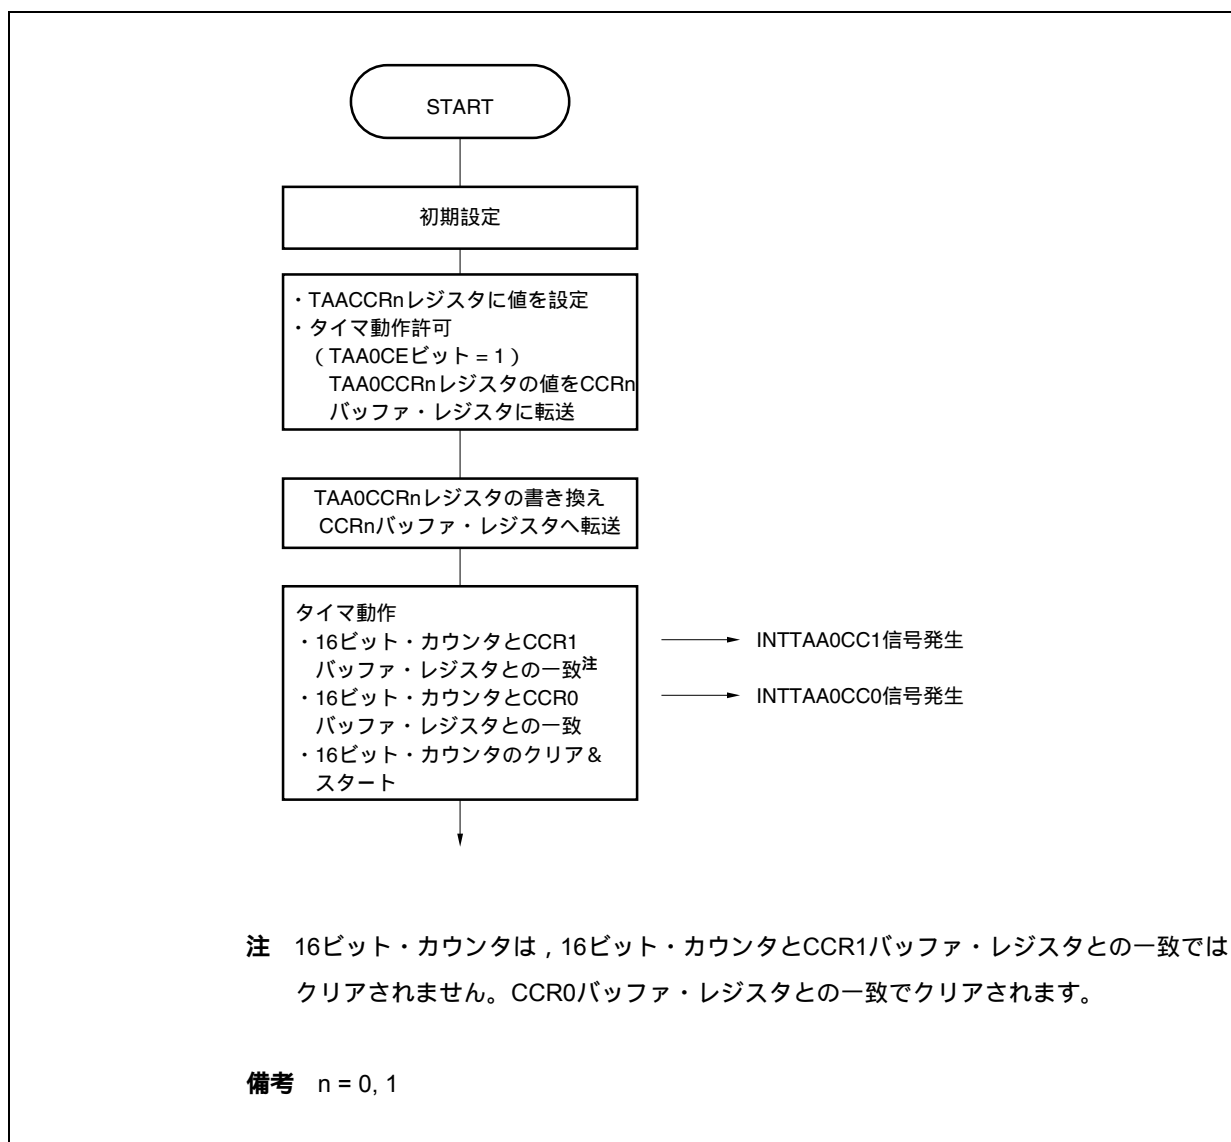 START
初期設定
・TAACCRnレジスタに値を設定
・タイマ動作許可
（TAA0CEビット = 1）
TAA0CCRnレジスタの値をCCRn
バッファ・レジスタに転送
TAA0CCRnレジスタの書き換え
CCRnバッファ・レジスタへ転送
タイマ動作
・16ビット・カウンタとCCR1
バッファ・レジスタとの一致注
・16ビット・カウンタとCCR0
バッファ・レジスタとの一致
・16ビット・カウンタのクリア&
スタート
INTTAA0CC1信号発生
INTTAA0CC0信号発生
注 16ビット・カウンタは，16ビット・カウンタとCCR1バッファ・レジスタとの一致では
クリアされません。CCR0バッファ・レジスタとの一致でクリアされます。
備考 n = 0, 1